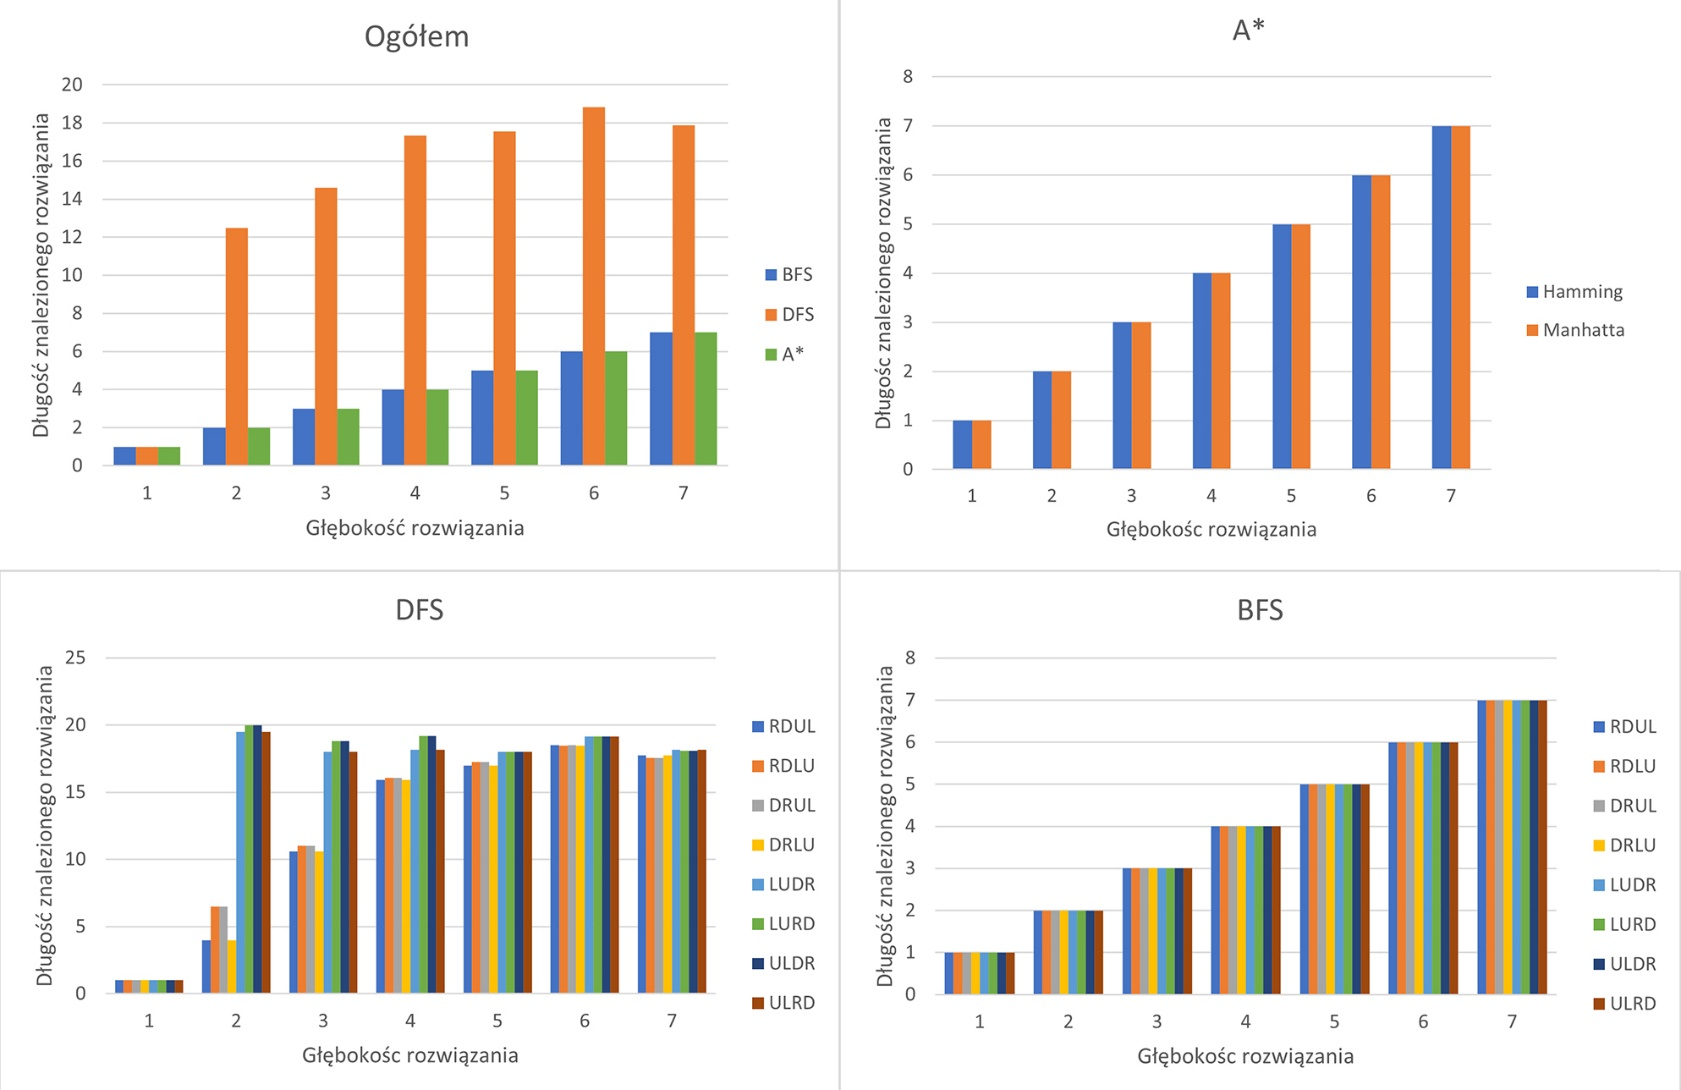 Ogółem
Długość znalezionego rozwiązania
20
18
16
14
12
10
8
6
4
2
0
1 2 3 4 5 6 7
Głębokość rozwiązania
BFS
DFS
A*
A*
Długość znalezionego rozwiązania
8
7
6
5
4
3
2
1
0
1 2 3 4 5 6 7
Głębokośc rozwiązania
Hamming
Manhatta
DFS
Długość znalezionego rozwiązania
25
20
15
10
5
0
1 2 3 4 5 6 7
Głębokośc rozwiązania
RDUL
RDLU
DRUL
DRLU
LUDR
LURD
ULDR
ULRD
BFS
Długość znalezionego rozwiązania
8
7
6
5
4
3
2
1
0
1 2 3 4 5 6 7
Głębokośc rozwiązania
RDUL
RDLU
DRUL
DRLU
LUDR
LURD
ULDR
ULRD